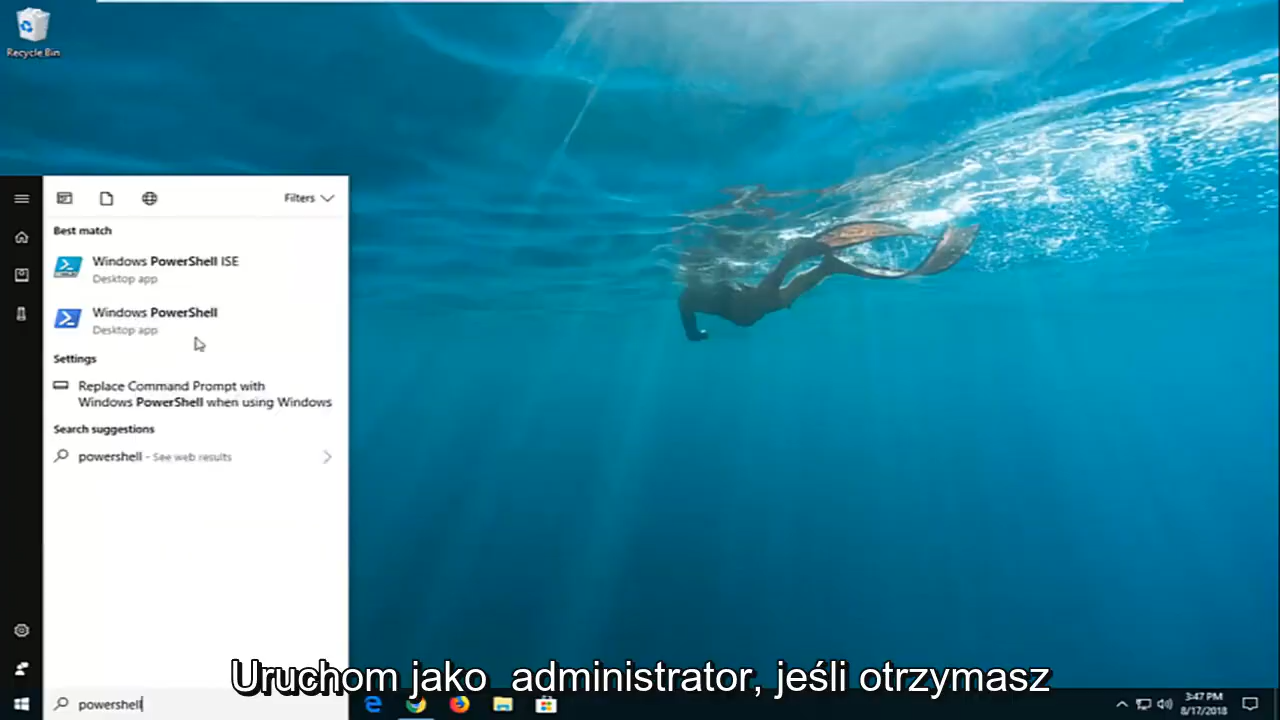 Recycle Bin
Filters
Best match
Windows PowerShell ISE
Desktop app
Windows PowerShell
Desktop app
Settings
Replace Command Prompt with
Windows PowerShell when using Windows
Search suggestions
powershell - See web results
Uruchom jako administrator, jeśli otrzymasz
powershell
3:47 PM
8/17/2018